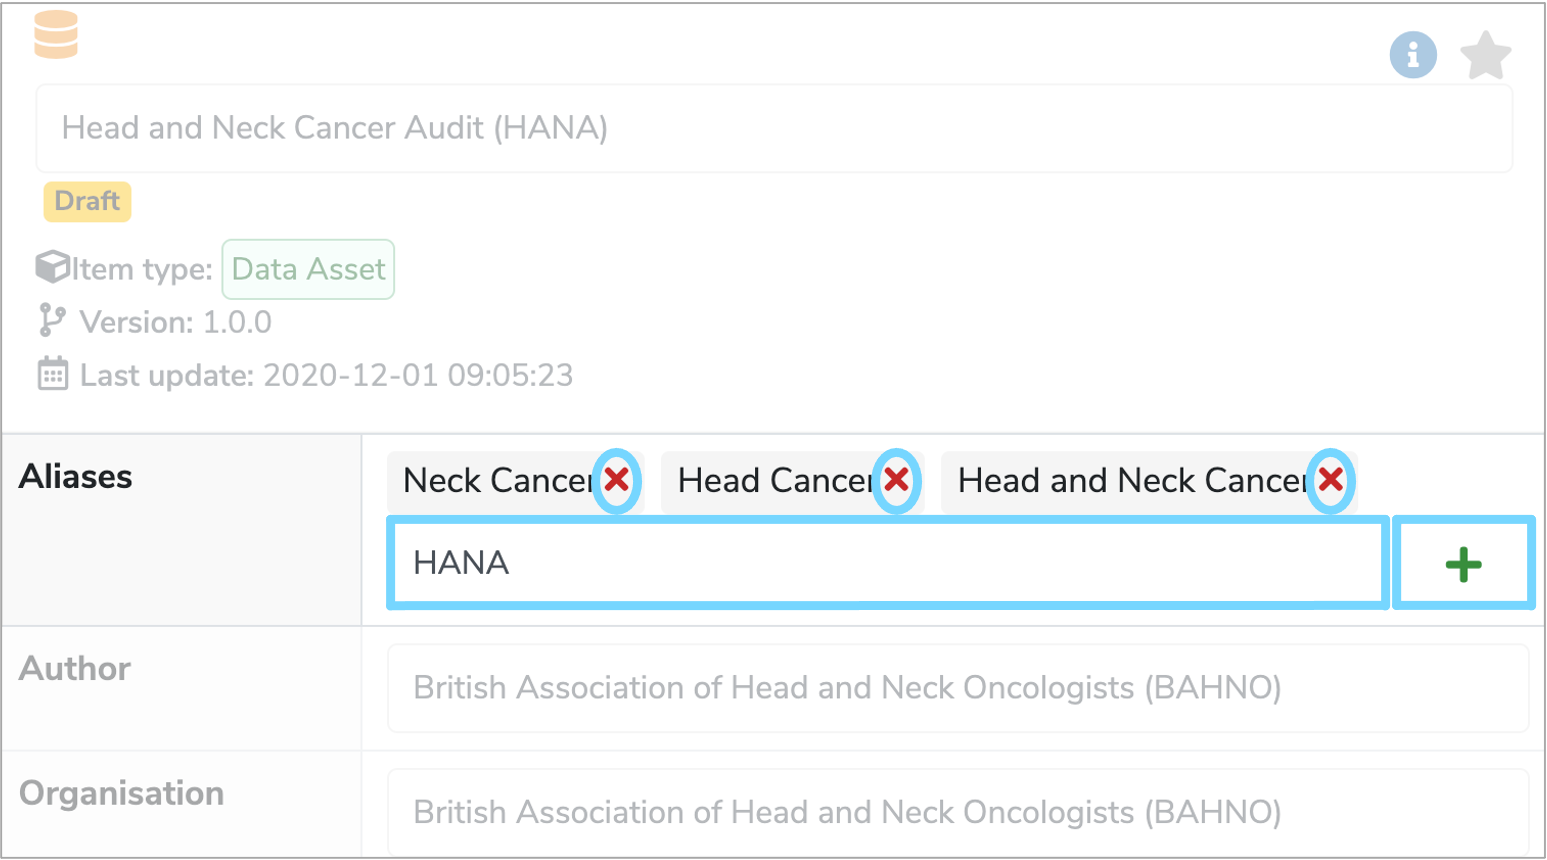 Head and Neck Cancer Audit (HANA)
Draft
Item type: Data Asset
Version: 1.0.0
Last update: 2020-12-01 09:05:23
Aliases
Neck Cancer Head Cancer Head and Neck Cancer
HANA
Author
British Association of Head and Neck Oncologists (BAHNO)
Organisation
British Association of Head and Neck Oncologists (BAHNO)